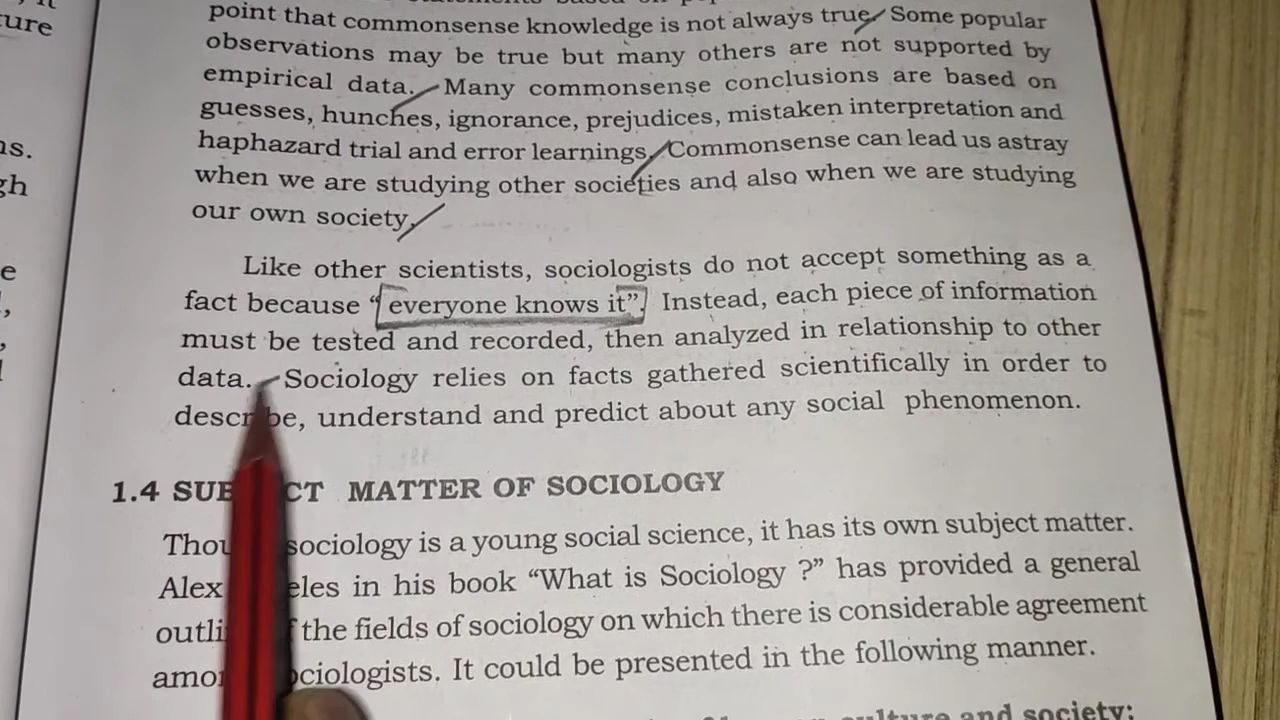 ure
point that commonsense knowledge is not always true. Some popular
observations may be true but many others are not supported by
empirical data. Many commonsense conclusions are based on
guesses, hunches, ignorance, prejudices, mistaken interpretation and
haphazard trial and error learnings. Commonsense can lead us astray
when we are studying other societies and also when we are studying
our own society.
Like other scientists, sociologists do not accept something as a
fact because “everyone knows it”. Instead, each piece of information
must be tested and recorded, then analyzed in relationship to other
data. Sociology relies on facts gathered scientifically in order to
describe, understand and predict about any social phenomenon.
1.4 MATTER OF SOCIOLOGY
sociology is a young social science, it has its own subject matter.
Alex in his book “What is Sociology ?” has provided a general
the fields of sociology on which there is considerable agreement
sociologists. It could be presented in the following manner.
culture and society: